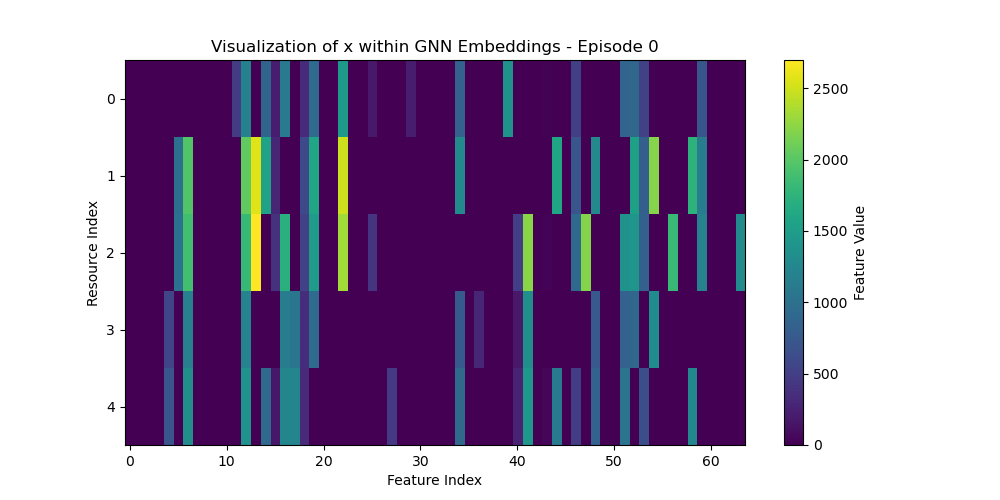 Visualization of x within GNN Embeddings - Episode 0
Resource Index
0
1
2
3
4
0 10 20 30 40 50 60
Feature Index
2500
2000
1500
1000
500
0
Feature Value